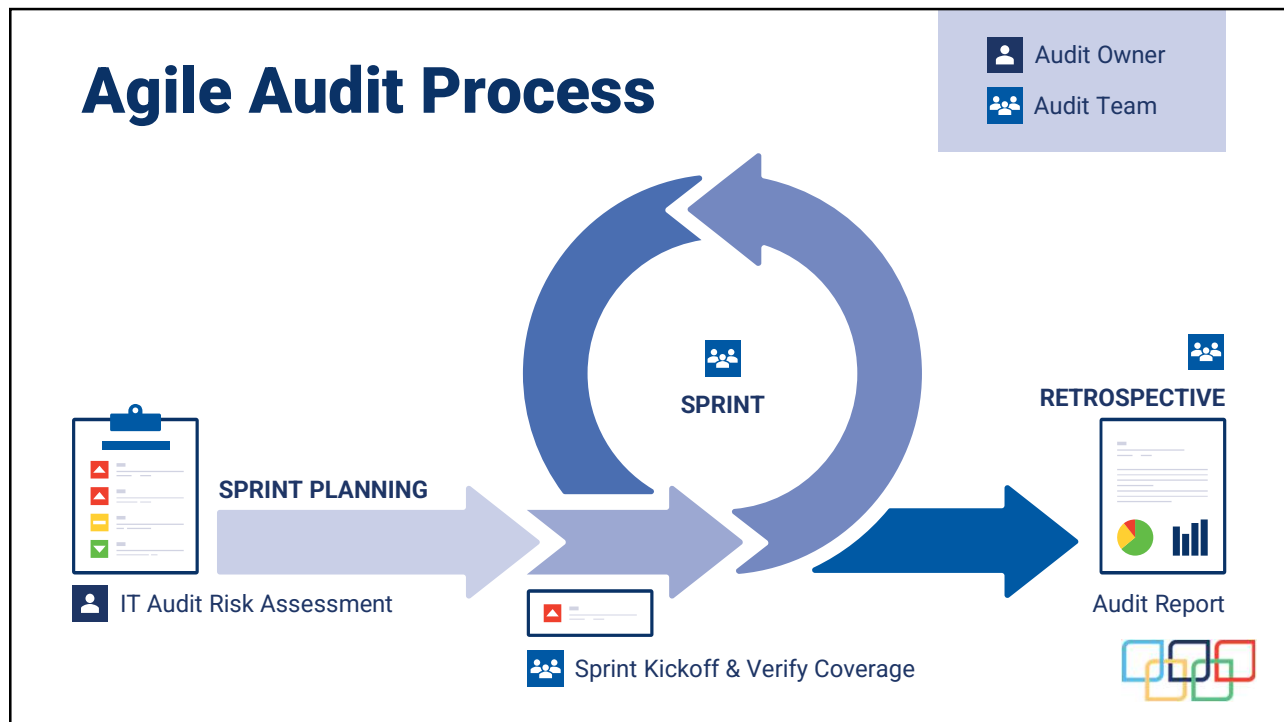 Agile Audit Process
Audit Owner
Audit Team
SPRINT
RETROSPECTIVE
SPRINT PLANNING
IT Audit Risk Assessment
Audit Report
Sprint Kickoff & Verify Coverage